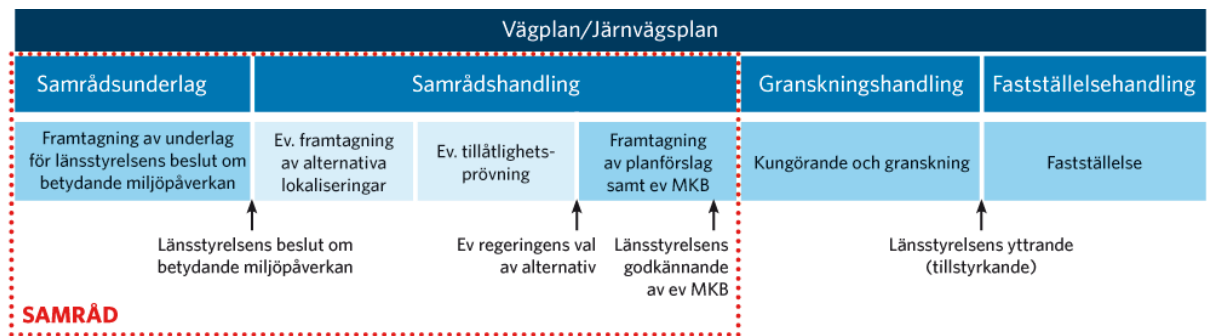 Vägplan/Järnvägsplan
Samrådsunderlag
Samrådshandling
Granskningshandling
Fastställelsehandling
Framtagning av underlag
för länsstyrelsens beslut om
betydande miljöpåverkan
Ev. framtagning
av alternativa
lokaliseringar
Ev. tillåtlighets-
prövning
Framtagning
av planförslag
samt ev MKB
Kungörande och granskning
Fastställelse
Länsstyrelsens beslut om
betydande miljöpåverkan
Ev regeringens val
av alternativ
Länsstyrelsens
godkännande
av ev MKB
Länsstyrelsens yttrande
(tillstyrkande)
SAMRÅD